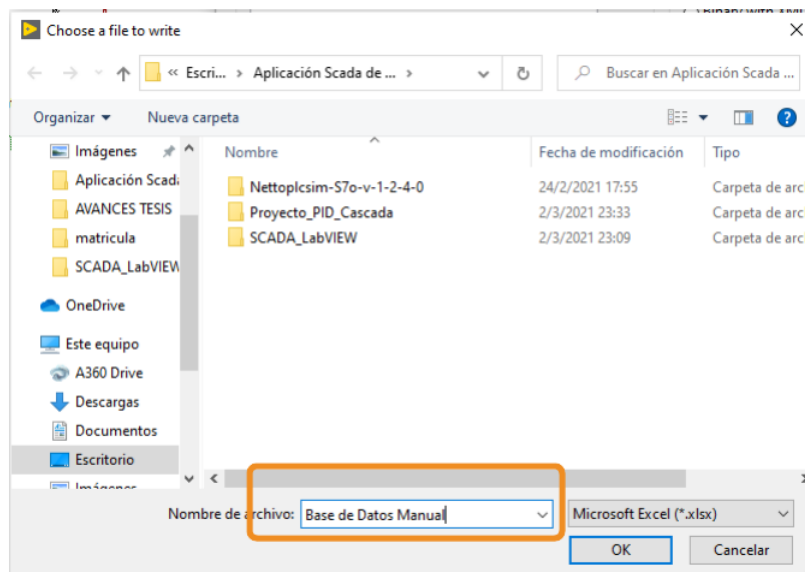 Binary with XML
Choose a file to write
« Escri... › Aplicación Scada de ... ›
Buscar en Aplicación Scada ...
Organizar
Nueva carpeta
Nombre
Fecha de modificación
Tipo
Imágenes
Aplicación Scada
AVANCES TESIS
matricula
SCADA_LabVIEW
OneDrive
Este equipo
A360 Drive
Descargas
Documentos
Escritorio
Imágenes
Nettoplcsim-S7o-v-1-2-4-0
24/2/2021 17:55
Carpeta de arc
Proyecto_PID_Cascada
2/3/2021 23:33
Carpeta de arc
SCADA_LabVIEW
2/3/2021 23:09
Carpeta de arc
Nombre de archivo:
Base de Datos Manual
Microsoft Excel (*.xlsx)
OK
Cancelar